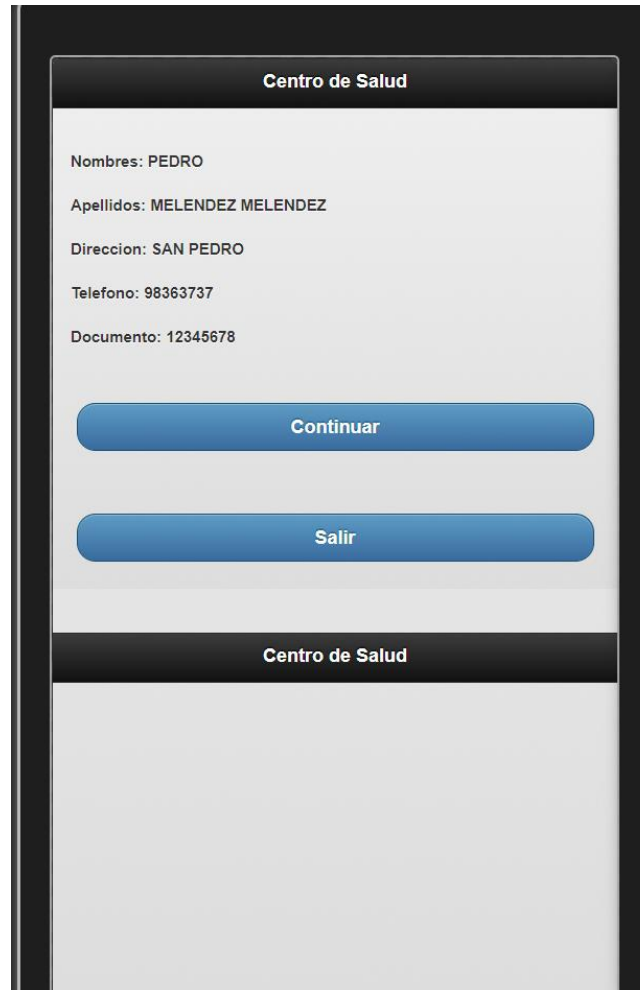 Centro de Salud
Nombres: PEDRO
Apellidos: MELENDEZ MELENDEZ
Direccion: SAN PEDRO
Telefono: 98363737
Documento: 12345678
Continuar
Salir
Centro de Salud